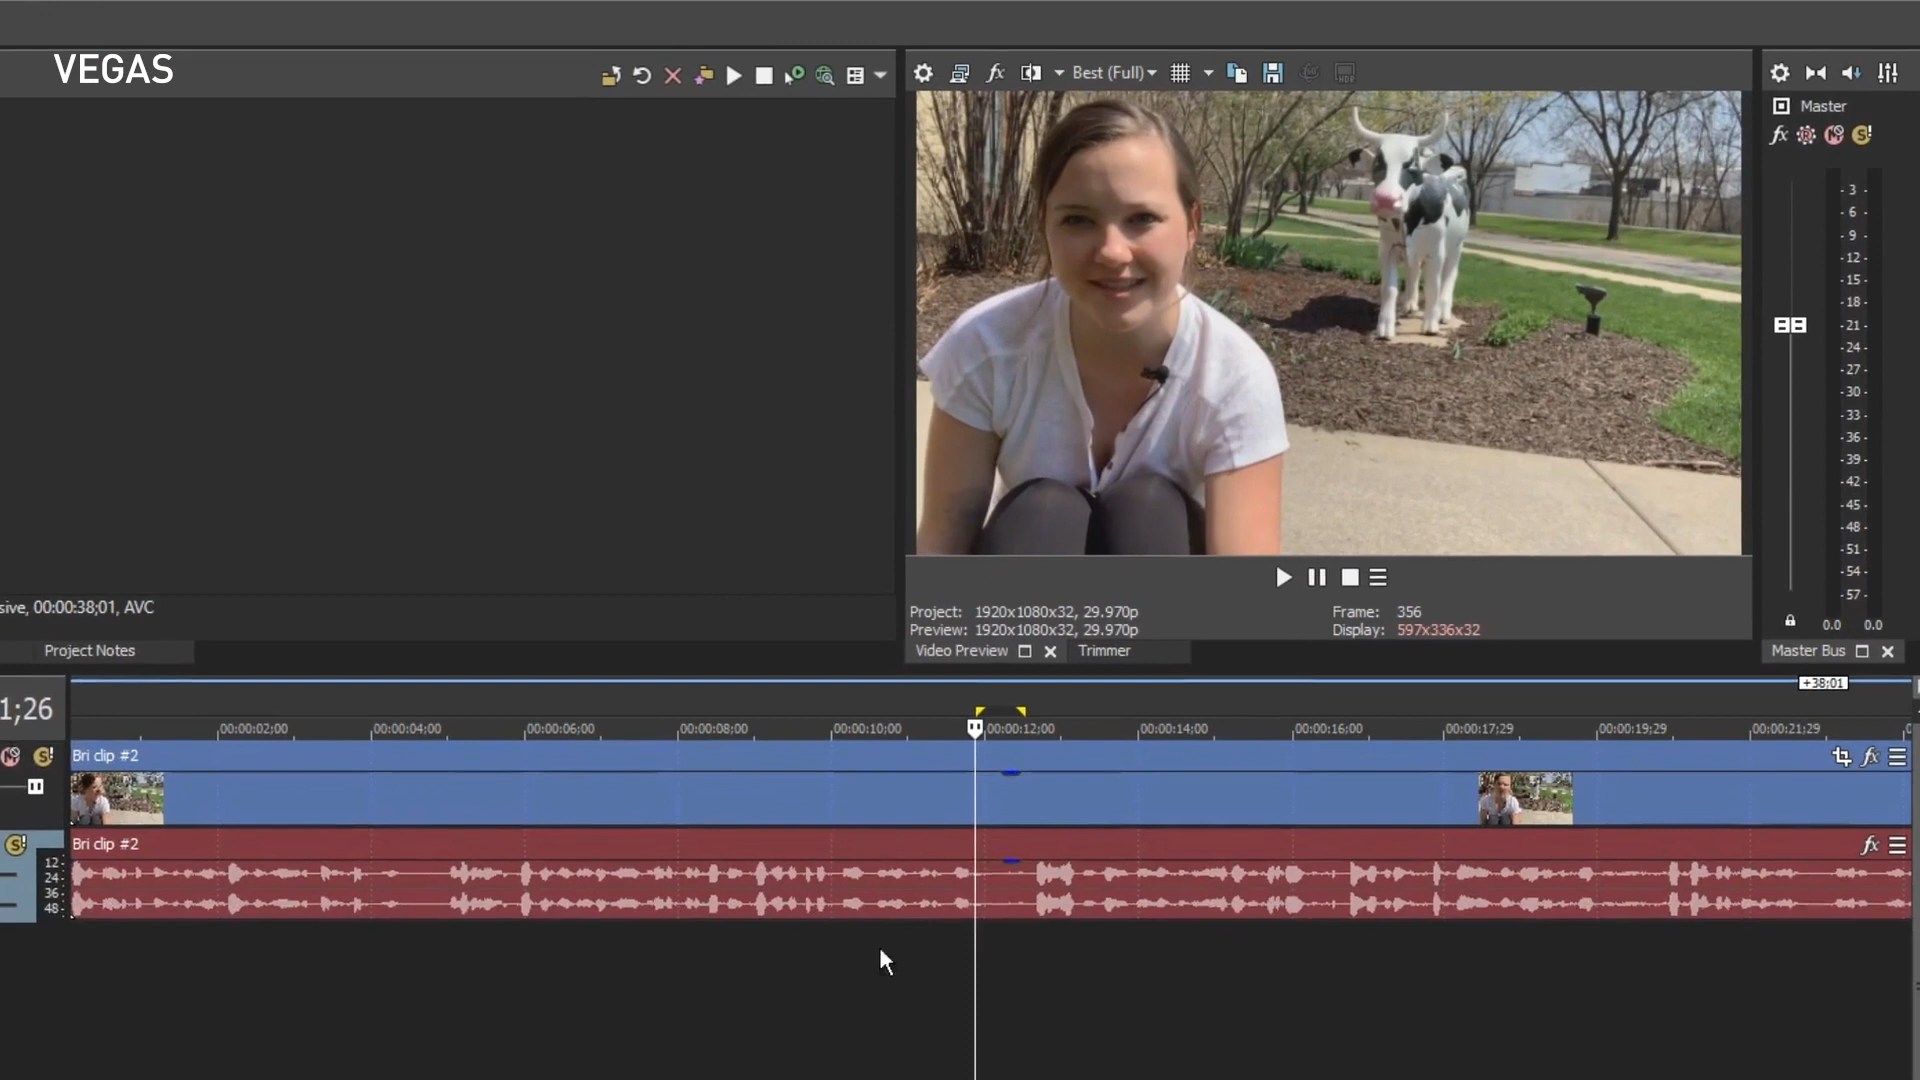 VEGAS
Best (Full)
Master
fx
3
6
9
12
15
18
21
24
27
30
33
36
39
42
45
48
51
54
57
0.0 0.0
sive, 00:00:38;01, AVC
Project: 1920x1080x32, 29.970p
Frame: 356
Preview: 1920x1080x32, 29.970p
Display: 597x336x32
Project Notes
Video Preview
Trimmer
Master Bus
+38;01
1;26
00:00:02;00 00:00:04;00 00:00:06;00 00:00:08;00 00:00:10;00 00:00:12;00 00:00:14;00 00:00:16;00 00:00:17;29 00:00:19;29 00:00:21;29
Bri clip #2
fx
Bri clip #2
fx
12
24
36
48